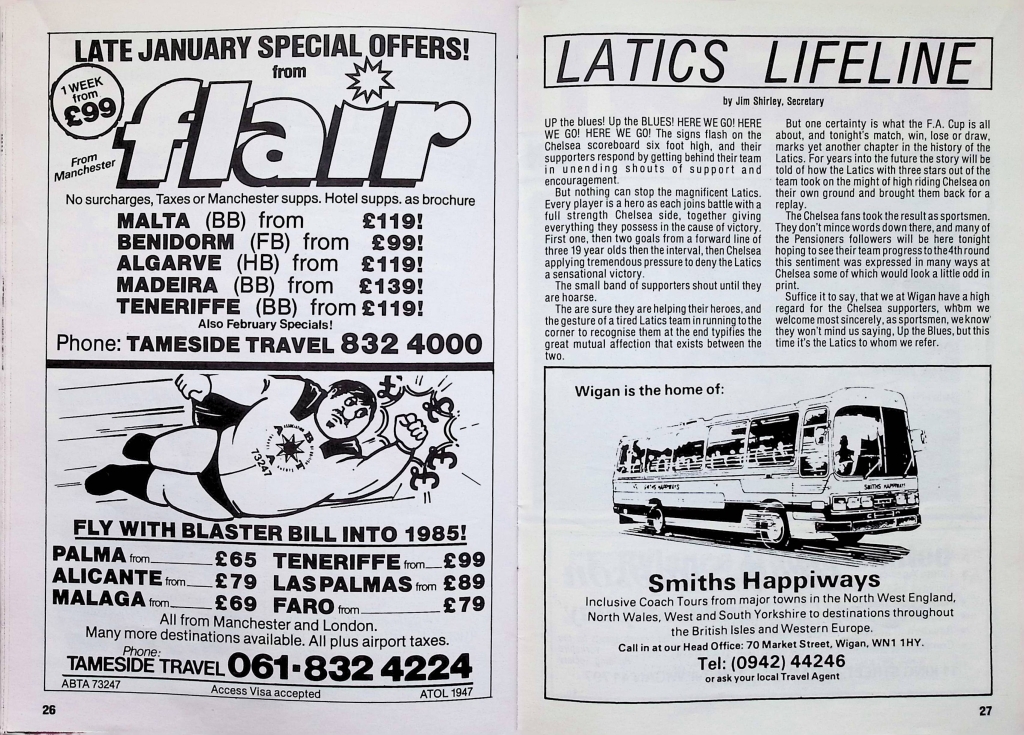 LATE JANUARY SPECIAL OFFERS!
from
1 WEEK
from
£99
flair
From
Manchester
No surcharges, Taxes or Manchester supps. Hotel supps. as brochure
MALTA (BB) from £119!
BENIDORM (FB) from £99!
ALGARVE (HB) from £119!
MADEIRA (BB) from £139!
TENERIFFE (BB) from £119!
Also February Specials!
Phone: TAMESIDE TRAVEL 832 4000
£ £ £ £
ABTA
73247
FLY WITH BLASTER BILL INTO 1985!
PALMA from £65 TENERIFFE from £99
ALICANTE from £79 LAS PALMAS from £89
MALAGA from £69 FARO from £79
All from Manchester and London.
Many more destinations available. All plus airport taxes.
Phone:
TAMESIDE TRAVEL 061-832 4224
ABTA 73247 Access Visa accepted ATOL 1947
26
LATICS LIFELINE
by Jim Shirley, Secretary
UP the blues! Up the BLUES! HERE WE GO! HERE
WE GO! HERE WE GO! The signs flash on the
Chelsea scoreboard six foot high, and their
supporters respond by getting behind their team
in unending shouts of support and
encouragement.
But nothing can stop the magnificent Latics.
Every player is a hero as each joins battle with a
full strength Chelsea side, together giving
everything they possess in the cause of victory.
First one, then two goals from a forward line of
three 19 year olds then the interval, then Chelsea
applying tremendous pressure to deny the Latics
a sensational victory.
The small band of supporters shout until they
are hoarse.
The are sure they are helping their heroes, and
the gesture of a tired Latics team in running to the
corner to recognise them at the end typifies the
great mutual affection that exists between the
two.
But one certainty is what the F.A. Cup is all
about, and tonight's match, win, lose or draw,
marks yet another chapter in the history of the
Latics. For years into the future the story will be
told of how the Latics with three stars out of the
team took on the might of high riding Chelsea on
their own ground and brought them back for a
replay.
The Chelsea fans took the result as sportsmen.
They don't mince words down there, and many of
the Pensioners followers will be here tonight
hoping to see their team progress to the 4th round
this sentiment was expressed in many ways at
Chelsea some of which would look a little odd in
print.
Suffice it to say, that we at Wigan have a high
regard for the Chelsea supporters, whom we
welcome most sincerely, as sportsmen, we know
they won't mind us saying, Up the Blues, but this
time it's the Latics to whom we refer.
Wigan is the home of:
SMITHS HAPPIWAYS
SMITHS HAPPIWAYS
Smiths Happiways
Inclusive Coach Tours from major towns in the North West England,
North Wales, West and South Yorkshire to destinations throughout
the British Isles and Western Europe.
Call in at our Head Office: 70 Market Street, Wigan, WN1 1HY.
Tel: (0942) 44246
or ask your local Travel Agent
27